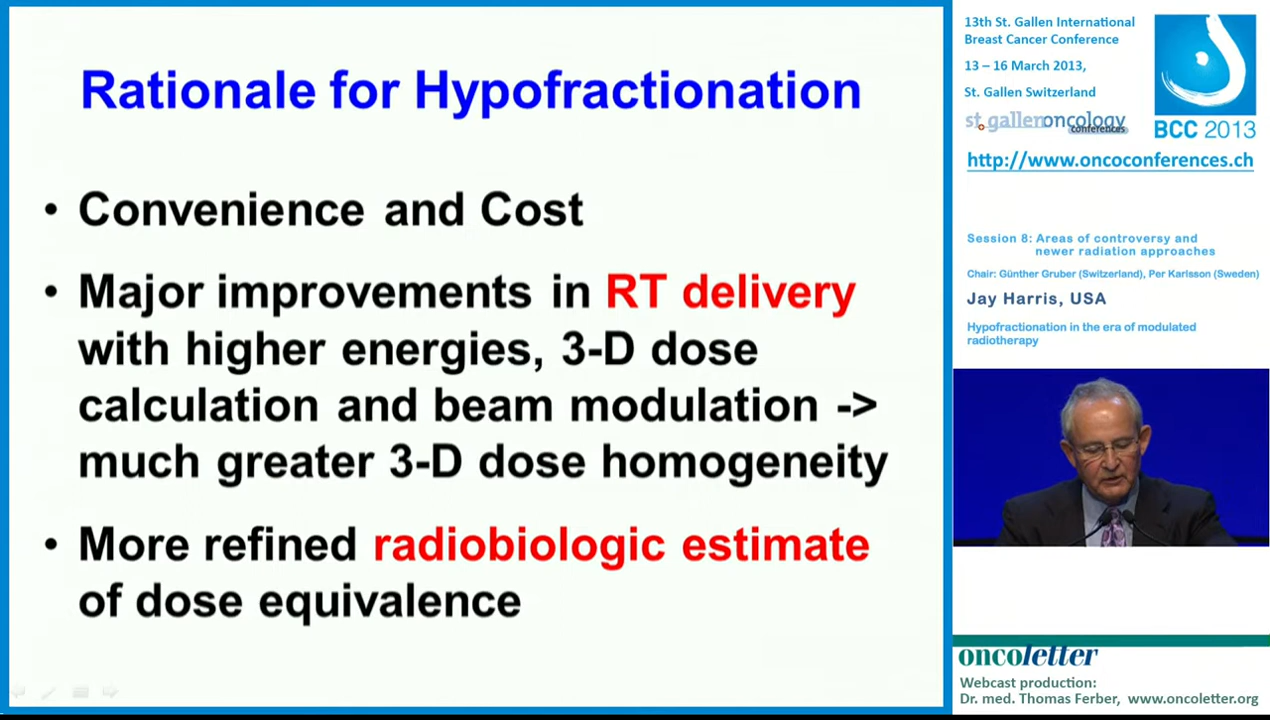 Rationale for Hypofractionation
• Convenience and Cost
• Major improvements in RT delivery
with higher energies, 3-D dose
calculation and beam modulation ->
much greater 3-D dose homogeneity
• More refined radiobiologic estimate
of dose equivalence
13th St. Gallen International
Breast Cancer Conference
13 – 16 March 2013,
St. Gallen Switzerland
st.gallenoncology
conferences
BCC 2013
http://www.oncoconferences.ch
Session 8: Areas of controversy and
newer radiation approaches
Chair: Günther Gruber (Switzerland), Per Karlsson (Sweden)
Jay Harris, USA
Hypofractionation in the era of modulated
radiotherapy
oncoletter
Webcast production:
Dr. med. Thomas Ferber, www.oncoletter.org